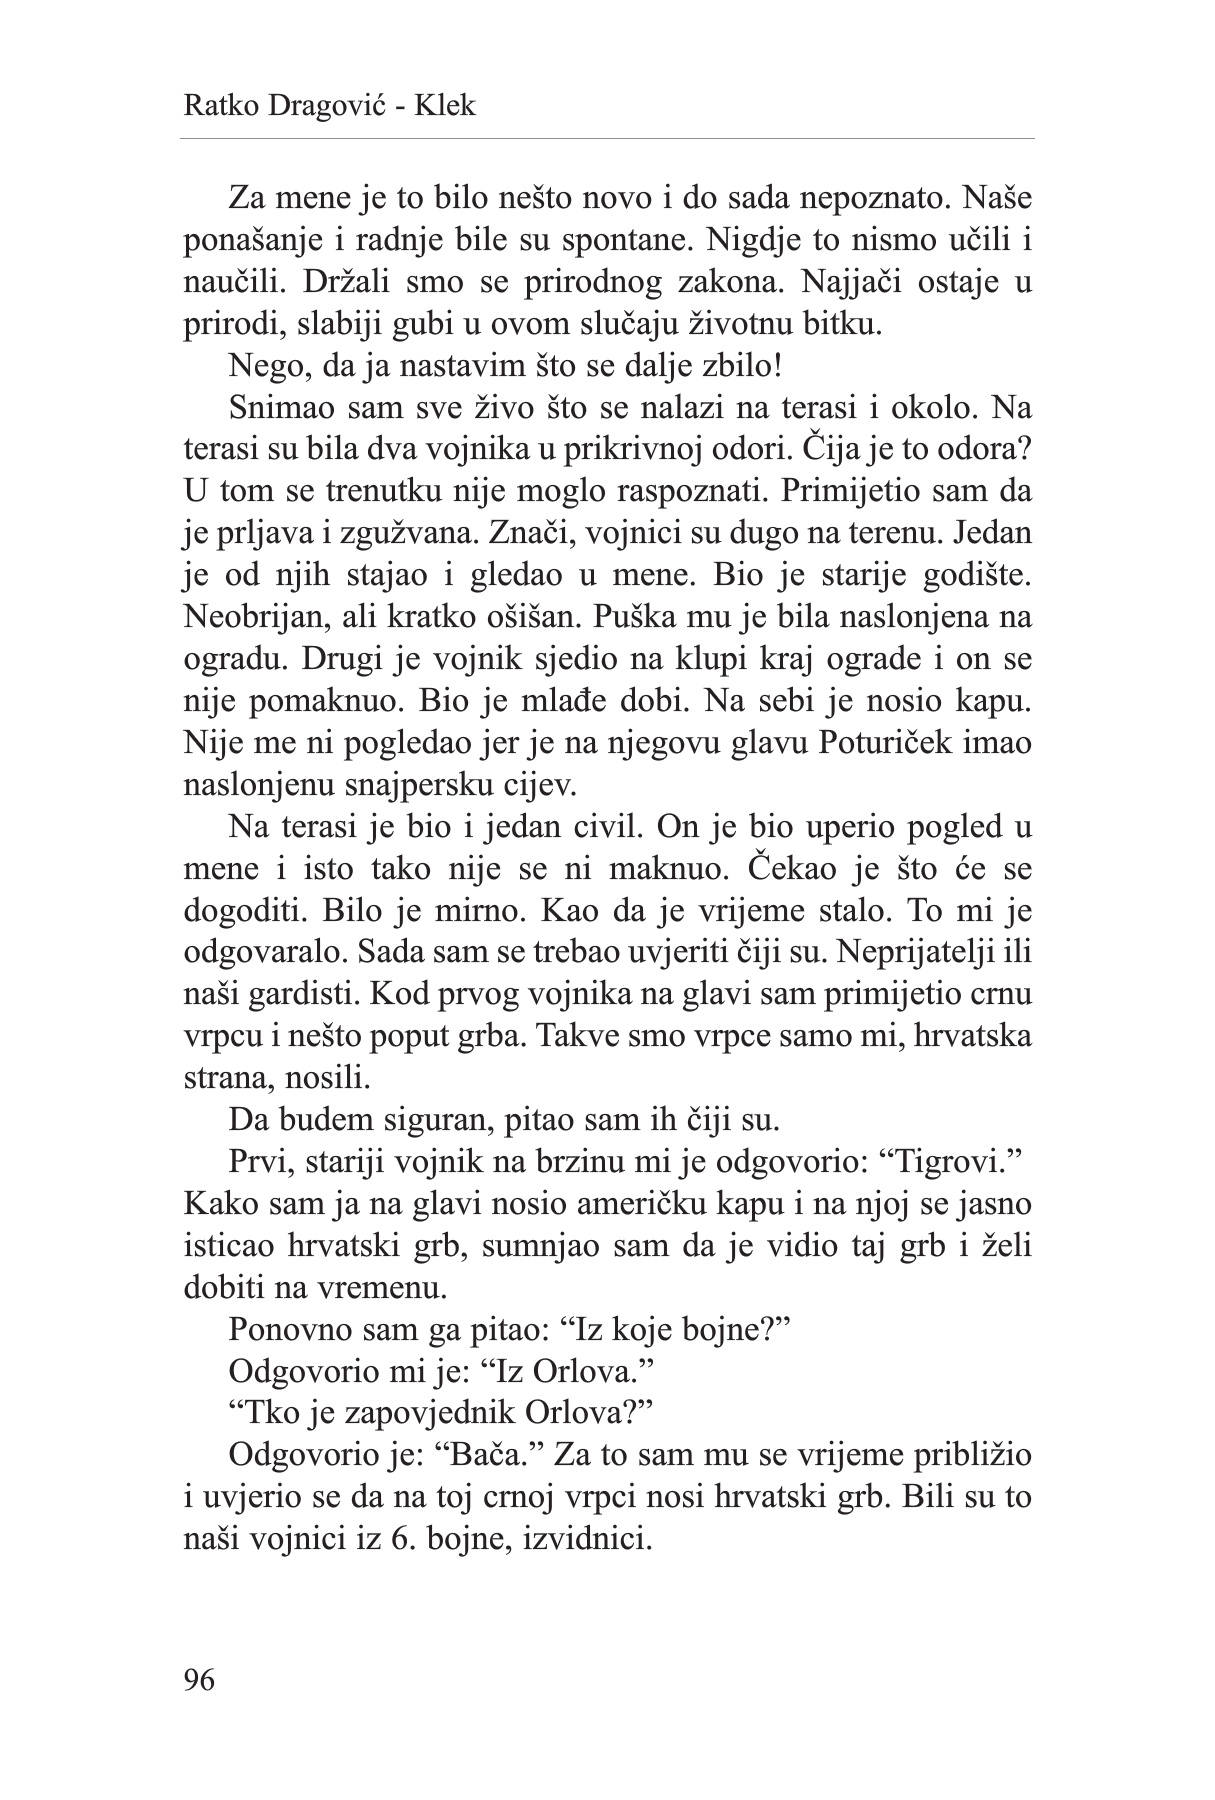 Ratko Dragović - Klek
Za mene je to bilo nešto novo i do sada nepoznato. Naše
ponašanje i radnje bile su spontane. Nigdje to nismo učili i
naučili. Držali smo se prirodnog zakona. Najjači ostaje u
prirodi, slabiji gubi u ovom slučaju životnu bitku.
Nego, da ja nastavim što se dalje zbilo!
Snimao sam sve živo što se nalazi na terasi i okolo. Na
terasi su bila dva vojnika u prikrivnoj odori. Čija je to odora?
U tom se trenutku nije moglo raspoznati. Primijetio sam da
je prljava i zgužvana. Znači, vojnici su dugo na terenu. Jedan
je od njih stajao i gledao u mene. Bio je starije godište.
Neobrijan, ali kratko ošišan. Puška mu je bila naslonjena na
ogradu. Drugi je vojnik sjedio na klupi kraj ograde i on se
nije pomaknuo. Bio je mlađe dobi. Na sebi je nosio kapu.
Nije me ni pogledao jer je na njegovu glavu Poturiček imao
naslonjenu snajpersku cijev.
Na terasi je bio i jedan civil. On je bio uperio pogled u
mene i isto tako nije se ni maknuo. Čekao je što će se
dogoditi. Bilo je mirno. Kao da je vrijeme stalo. To mi je
odgovaralo. Sada sam se trebao uvjeriti čiji su. Neprijatelji ili
naši gardisti. Kod prvog vojnika na glavi sam primijetio crnu
vrpcu i nešto poput grba. Takve smo vrpce samo mi, hrvatska
strana, nosili.
Da budem siguran, pitao sam ih čiji su.
Prvi, stariji vojnik na brzinu mi je odgovorio: “Tigrovi.”
Kako sam ja na glavi nosio američku kapu i na njoj se jasno
isticao hrvatski grb, sumnjao sam da je vidio taj grb i želi
dobiti na vremenu.
Ponovno sam ga pitao: “Iz koje bojne?”
Odgovorio mi je: “Iz Orlova.”
“Tko je zapovjednik Orlova?”
Odgovorio je: “Bača.” Za to sam mu se vrijeme približio
i uvjerio se da na toj crnoj vrpci nosi hrvatski grb. Bili su to
naši vojnici iz 6. bojne, izvidnici.
96